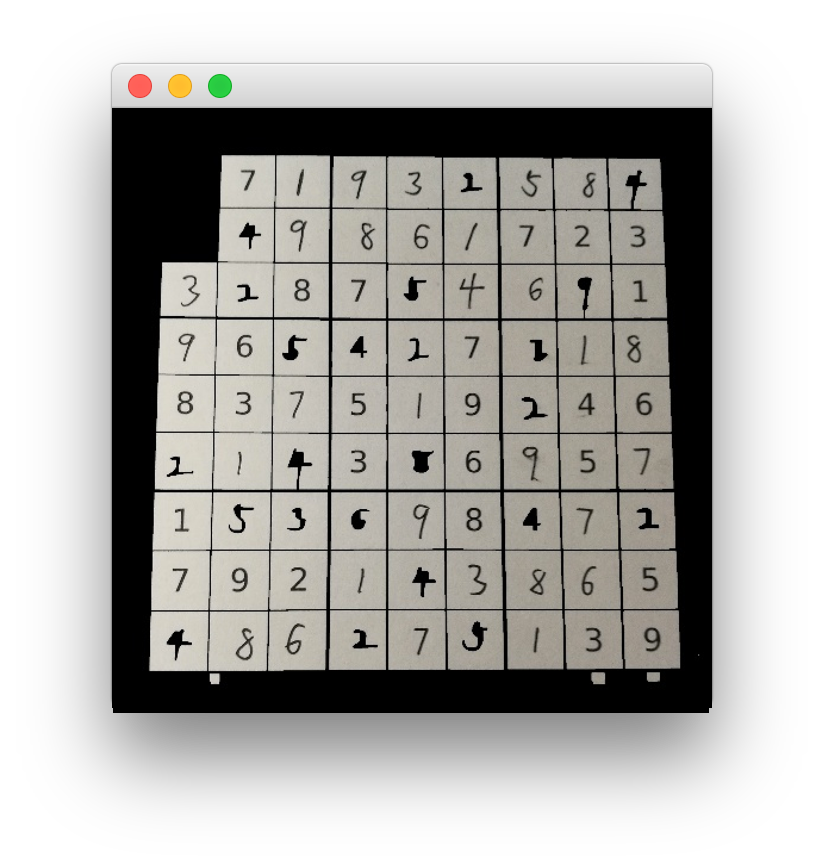 7 1 9 3 2 5 8 4
4 9 8 6 1 7 2 3
3 2 8 7 5 4 6 9 1
9 6 5 4 2 7 1 8
8 3 7 5 1 9 2 4 6
2 1 4 3 6 9 5 7
1 5 3 6 9 8 4 7 2
7 9 2 1 4 3 8 6 5
4 8 6 2 7 5 1 3 9